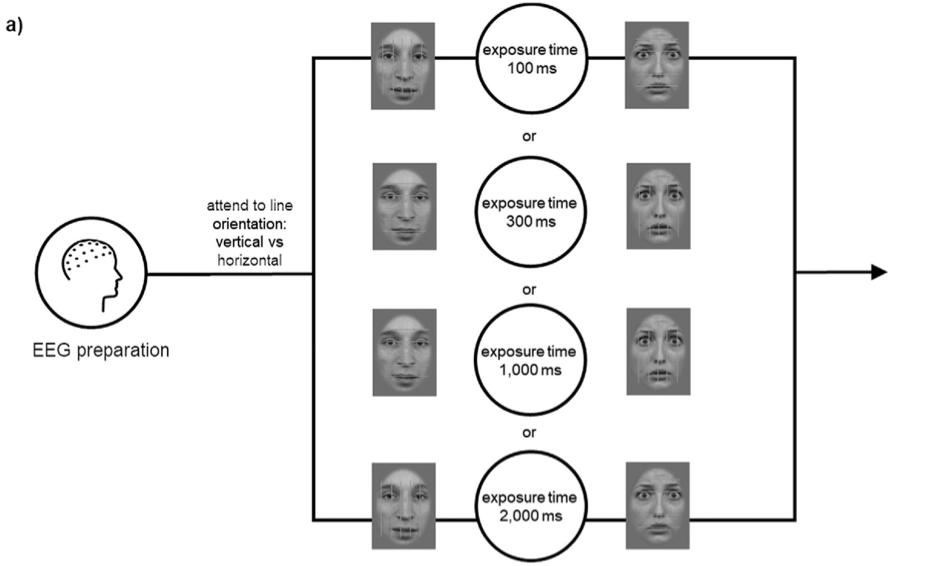 a)
exposure time
100 ms
or
attend to line
orientation:
vertical vs
horizontal
exposure time
300 ms
or
EEG preparation
exposure time
1,000 ms
or
exposure time
2,000 ms